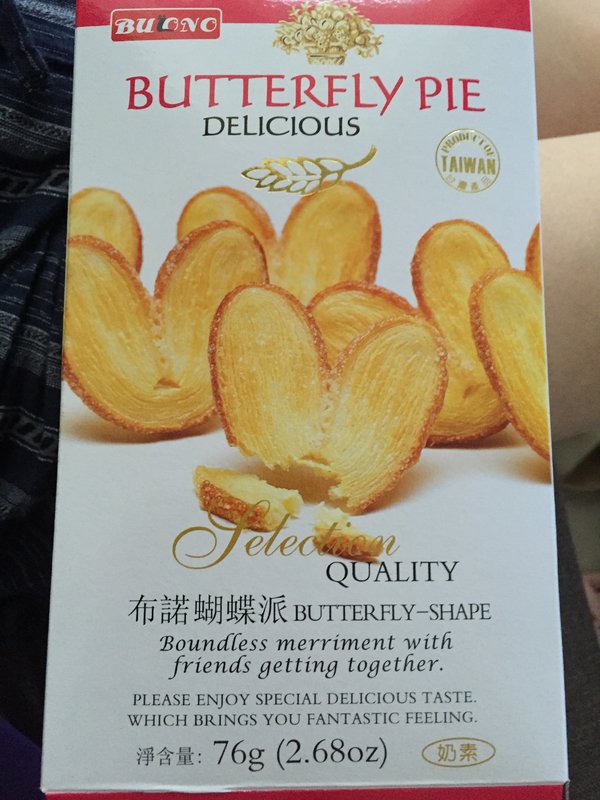 BUONO
BUTTERFLY PIE
DELICIOUS
PRODUCT OF
TAIWAN
Selection
QUALITY
布諾蝴蝶派 BUTTERFLY-SHAPE
Boundless merriment with
friends getting together.
PLEASE ENJOY SPECIAL DELICIOUS TASTE.
WHICH BRINGS YOU FANTASTIC FEELING.
淨含量: 76g (2.68oz)
奶素